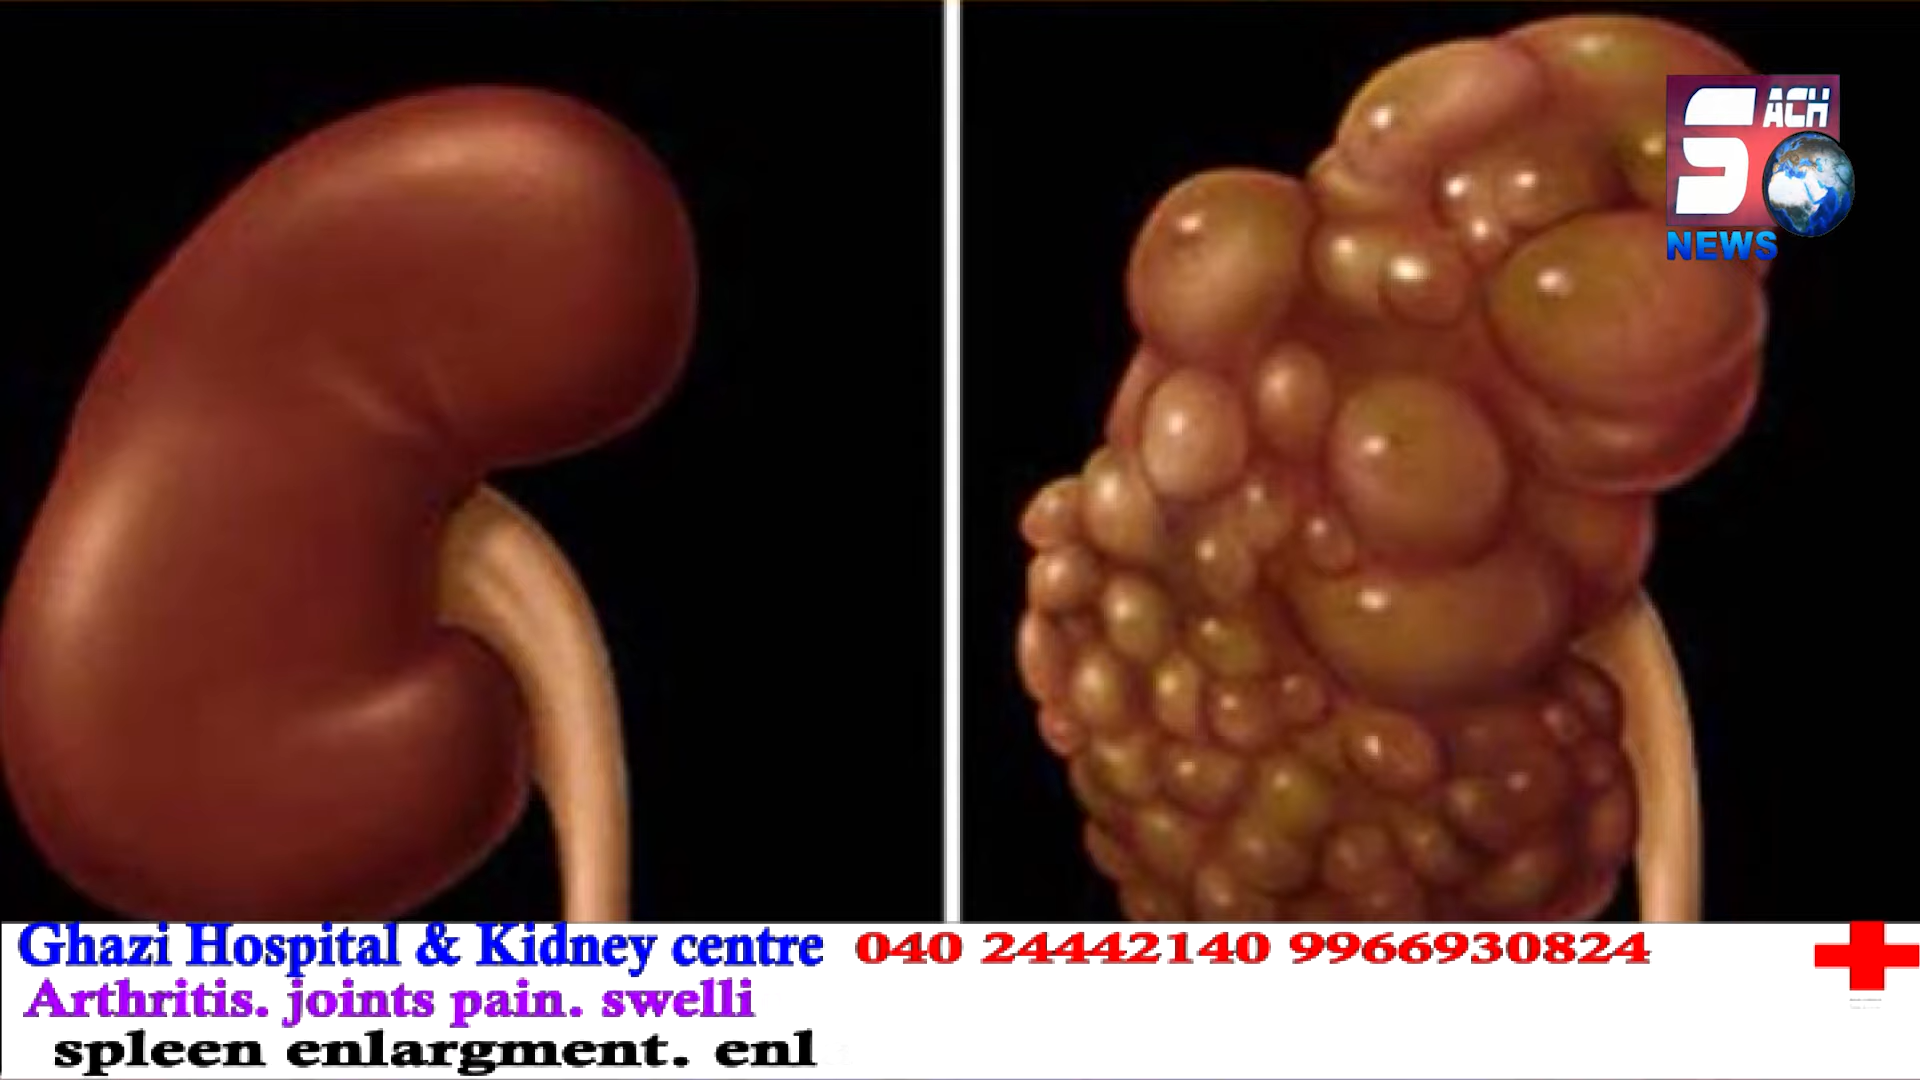 SACH
NEWS
Ghazi Hospital & Kidney centre 040 24442140 9966930824
Arthritis. joints pain. swelli
spleen enlargment. enl